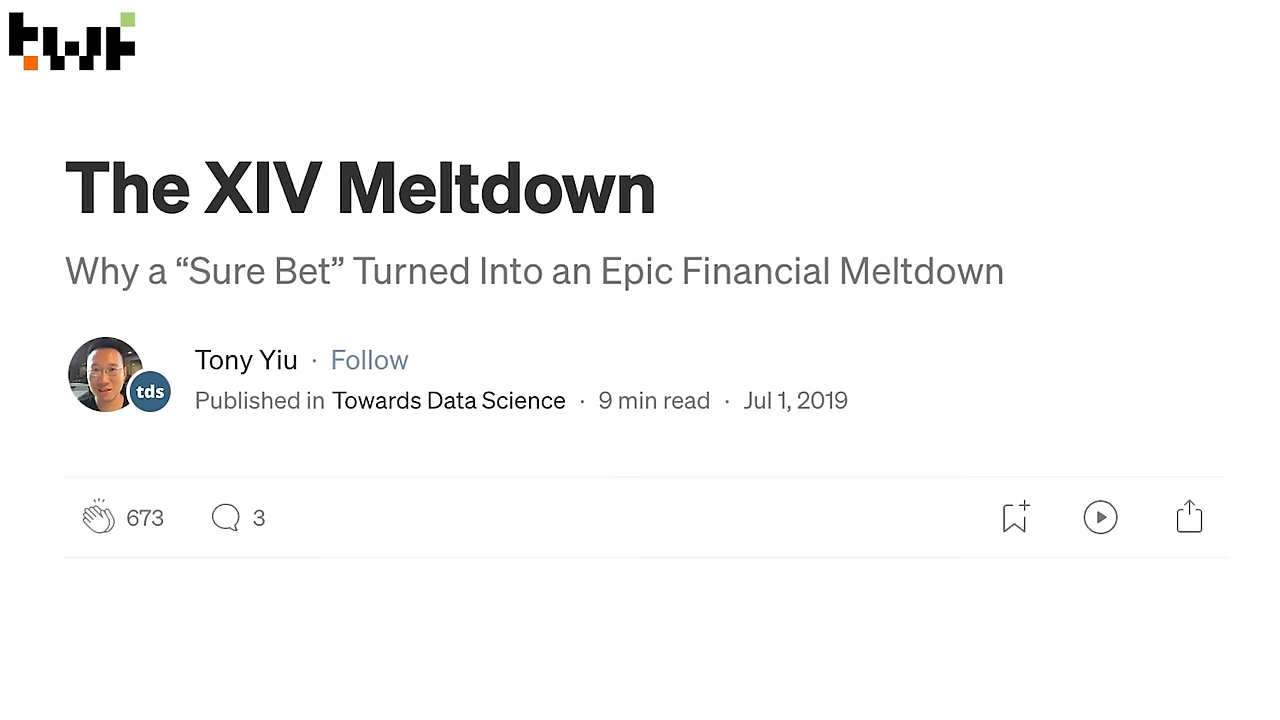 twf
The XIV Meltdown
Why a “Sure Bet” Turned Into an Epic Financial Meltdown
Tony Yiu · Follow
tds
Published in Towards Data Science · 9 min read · Jul 1, 2019
673 3